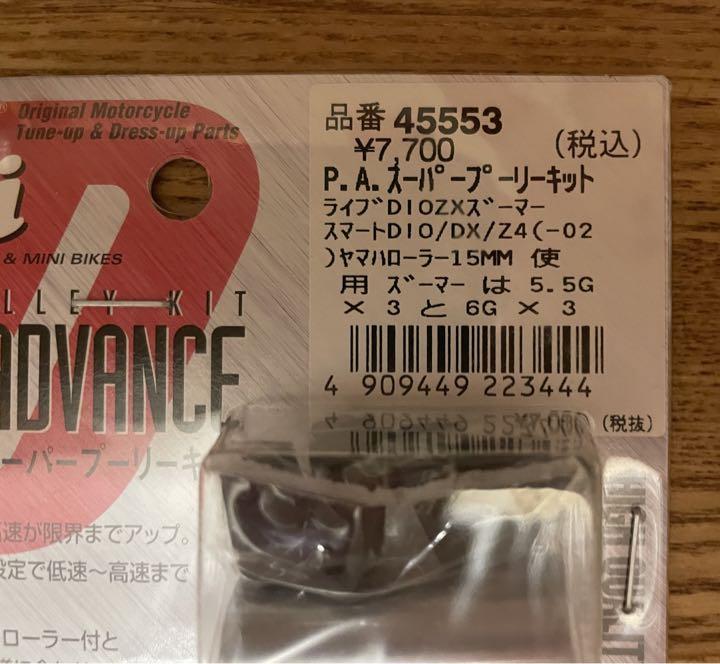 Original Motorcycle
Tune-up & Dress-up Parts
i
& MINI BIKES
LLEY KIT
ADVANCE
ーパープーリーキ
高速が限界までアップ。
設定で低速～高速まで
ローラー付と
品番 45553
¥7,700 (税込)
P.A.スーパープーリーキット
ライブDIOZXズーマー
スマートDIO/DX/Z4(-02
)ヤマハローラー15MM 使
用 ズーマー は 5.5G
× 3 と 6G × 3
4 909449 223444
(税抜)
HIGH QUALIT